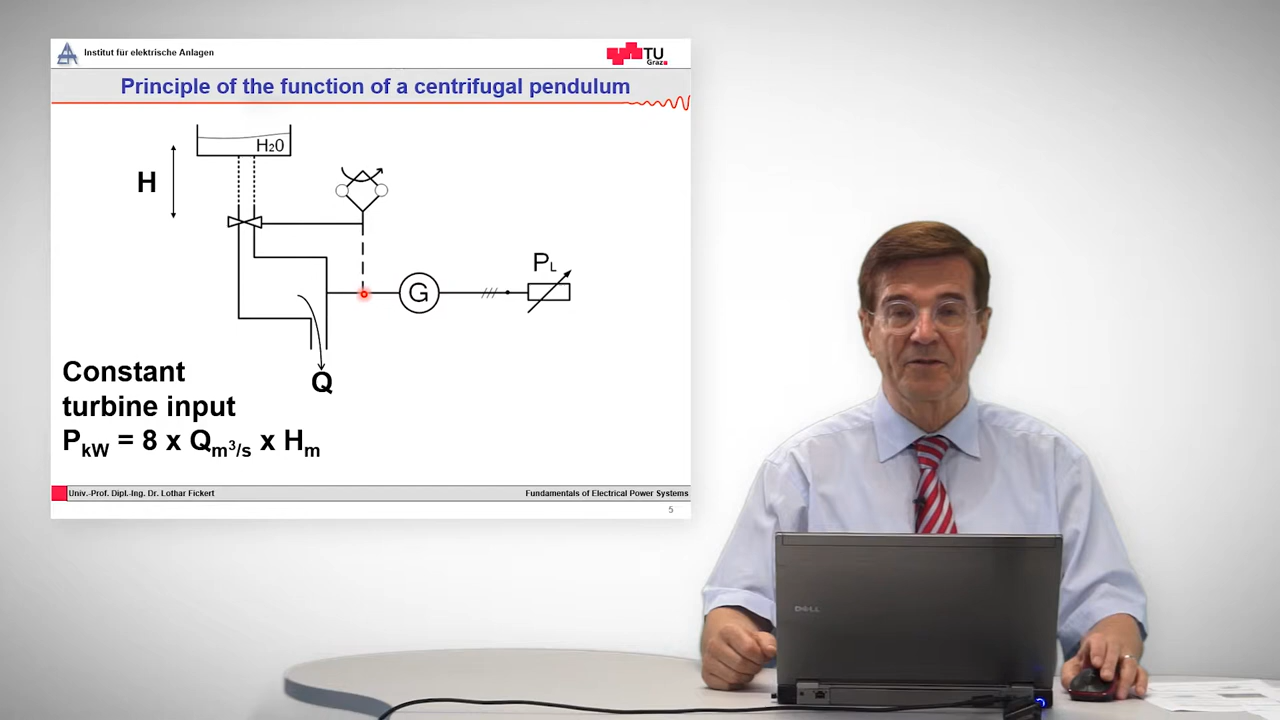 Institut für elektrische Anlagen
TU
Graz
Principle of the function of a centrifugal pendulum
H20
H
PL
G
Q
Constant
turbine input
PkW = 8 x Qm³/s x Hm
Univ.-Prof. Dipl.-Ing. Dr. Lothar Fickert
Fundamentals of Electrical Power Systems
5
DELL